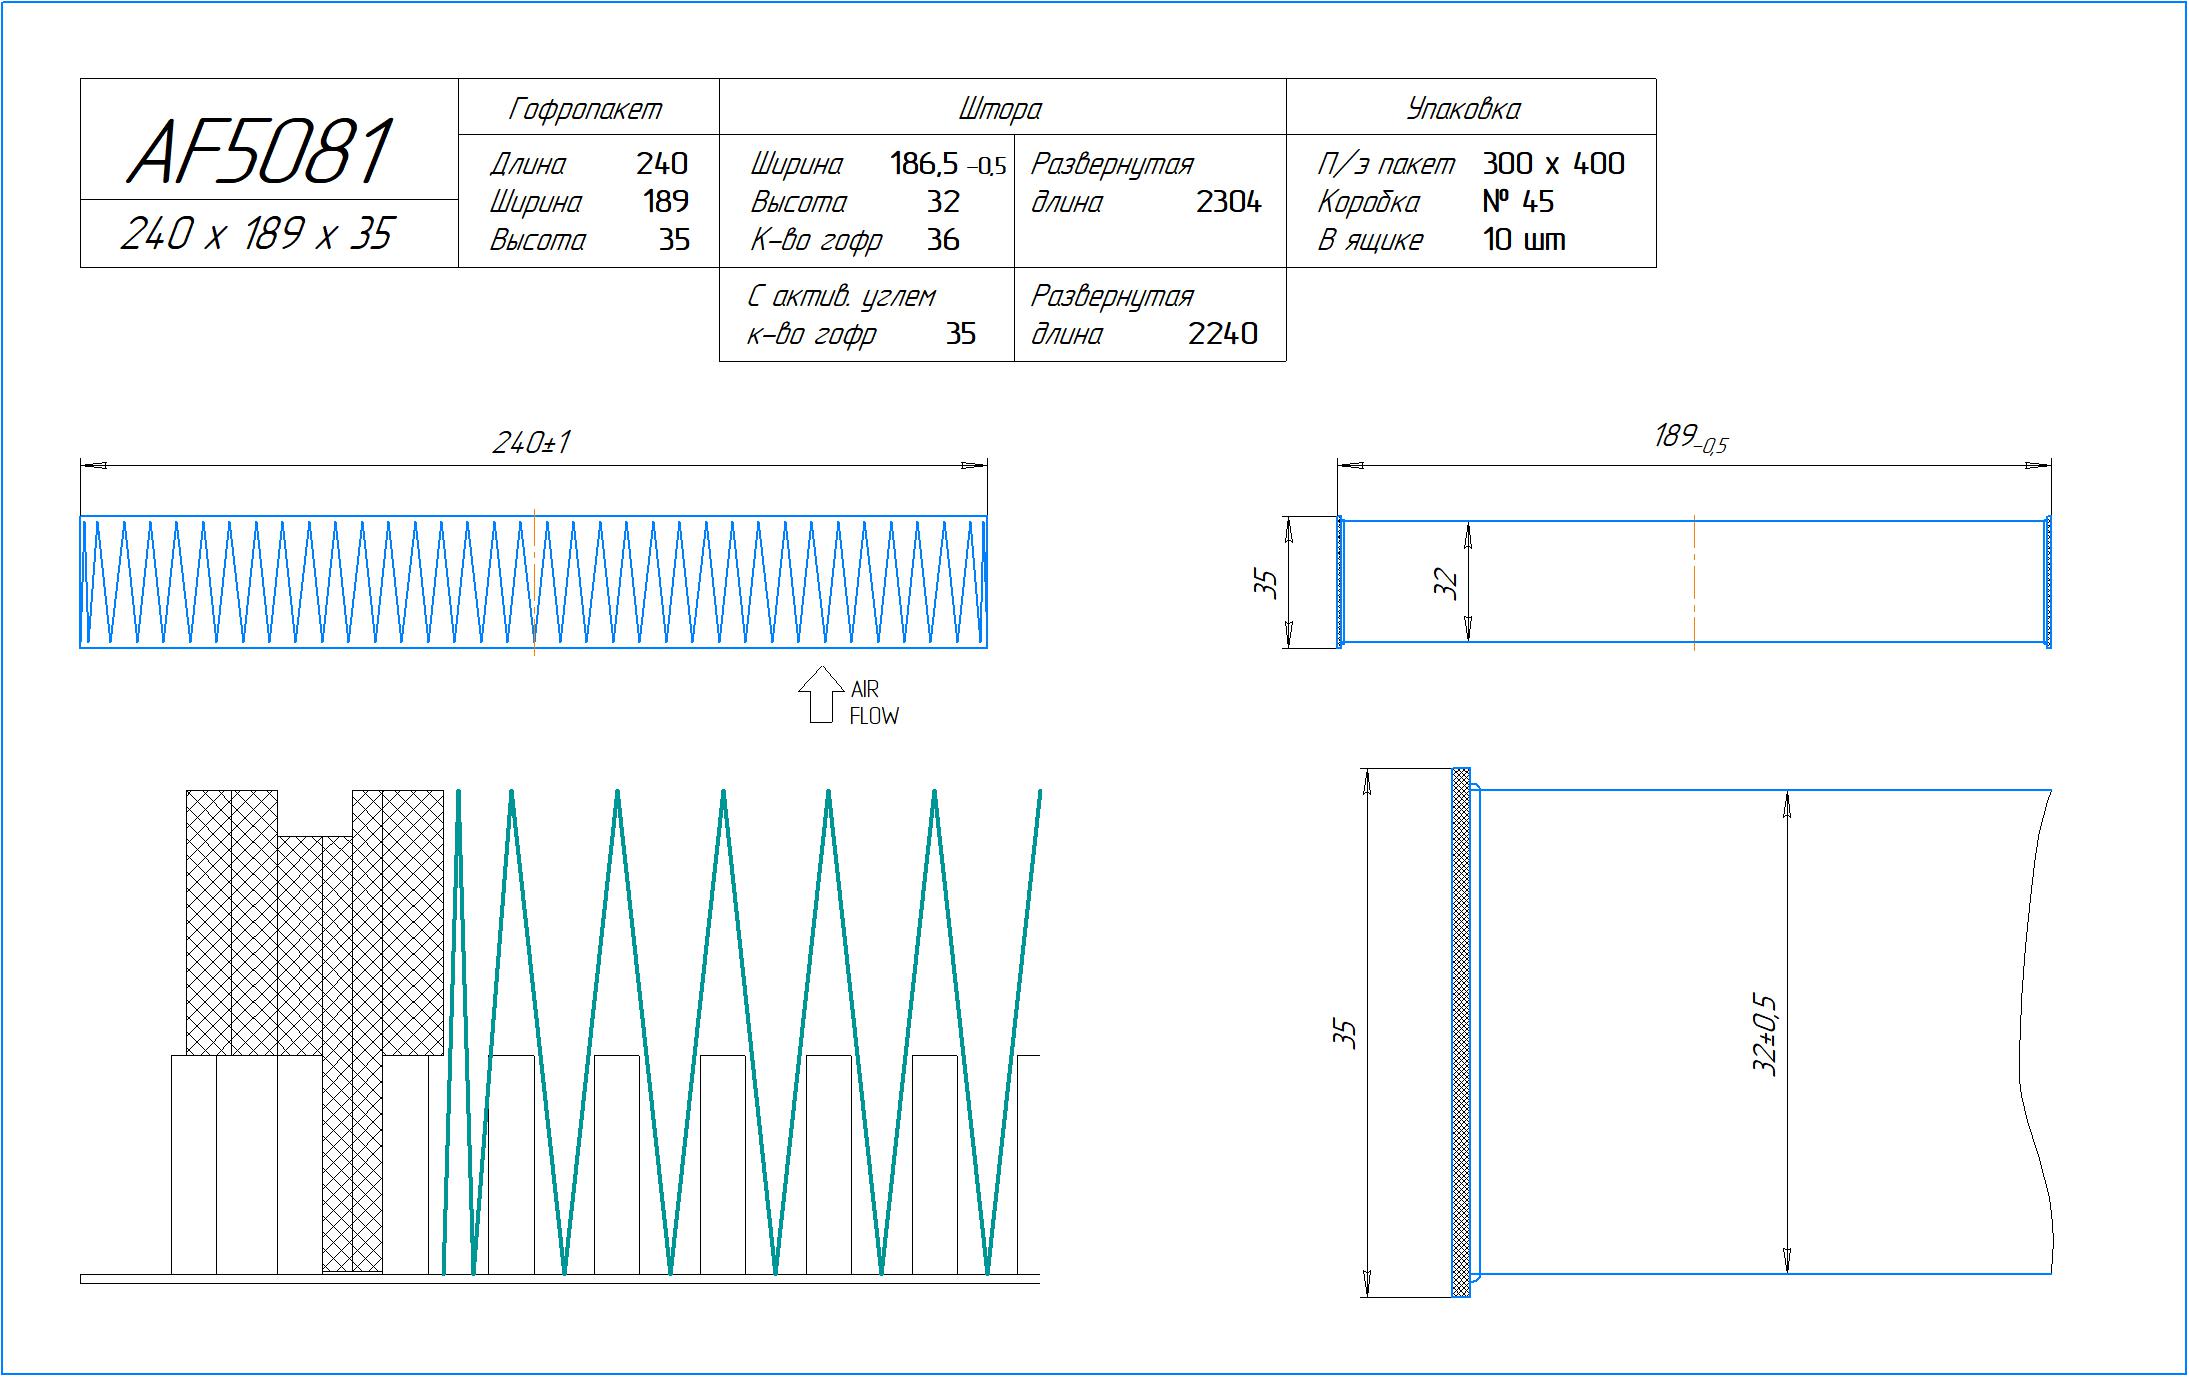 AF5081
240 x 189 x 35
Гофропакет
Длина 240
Ширина 189
Высота 35
Штора
Ширина 186,5 -0,5
Высота 32
К-во гофр 36
Развернутая
длина 2304
С актив. углем
к-во гофр 35
Развернутая
длина 2240
Упаковка
П/э пакет 300 x 400
Коробка № 45
В ящике 10 шт
240±1
189-0,5
35
32
AIR
FLOW
35
32±0,5